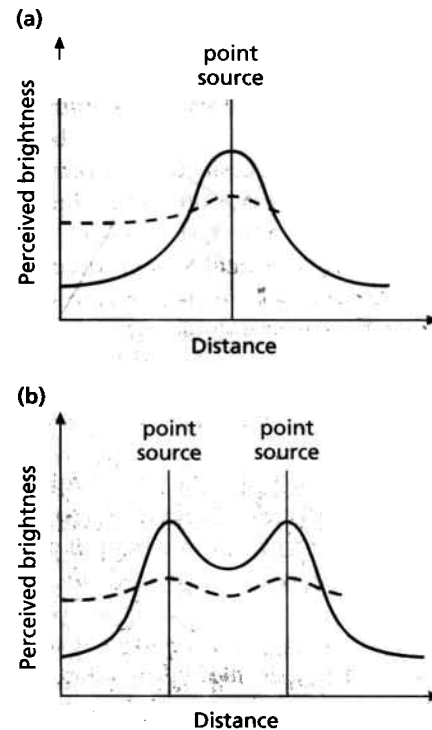 (a)
point
source
Perceived brightness
Distance
(b)
point
source
point
source
Perceived brightness
Distance